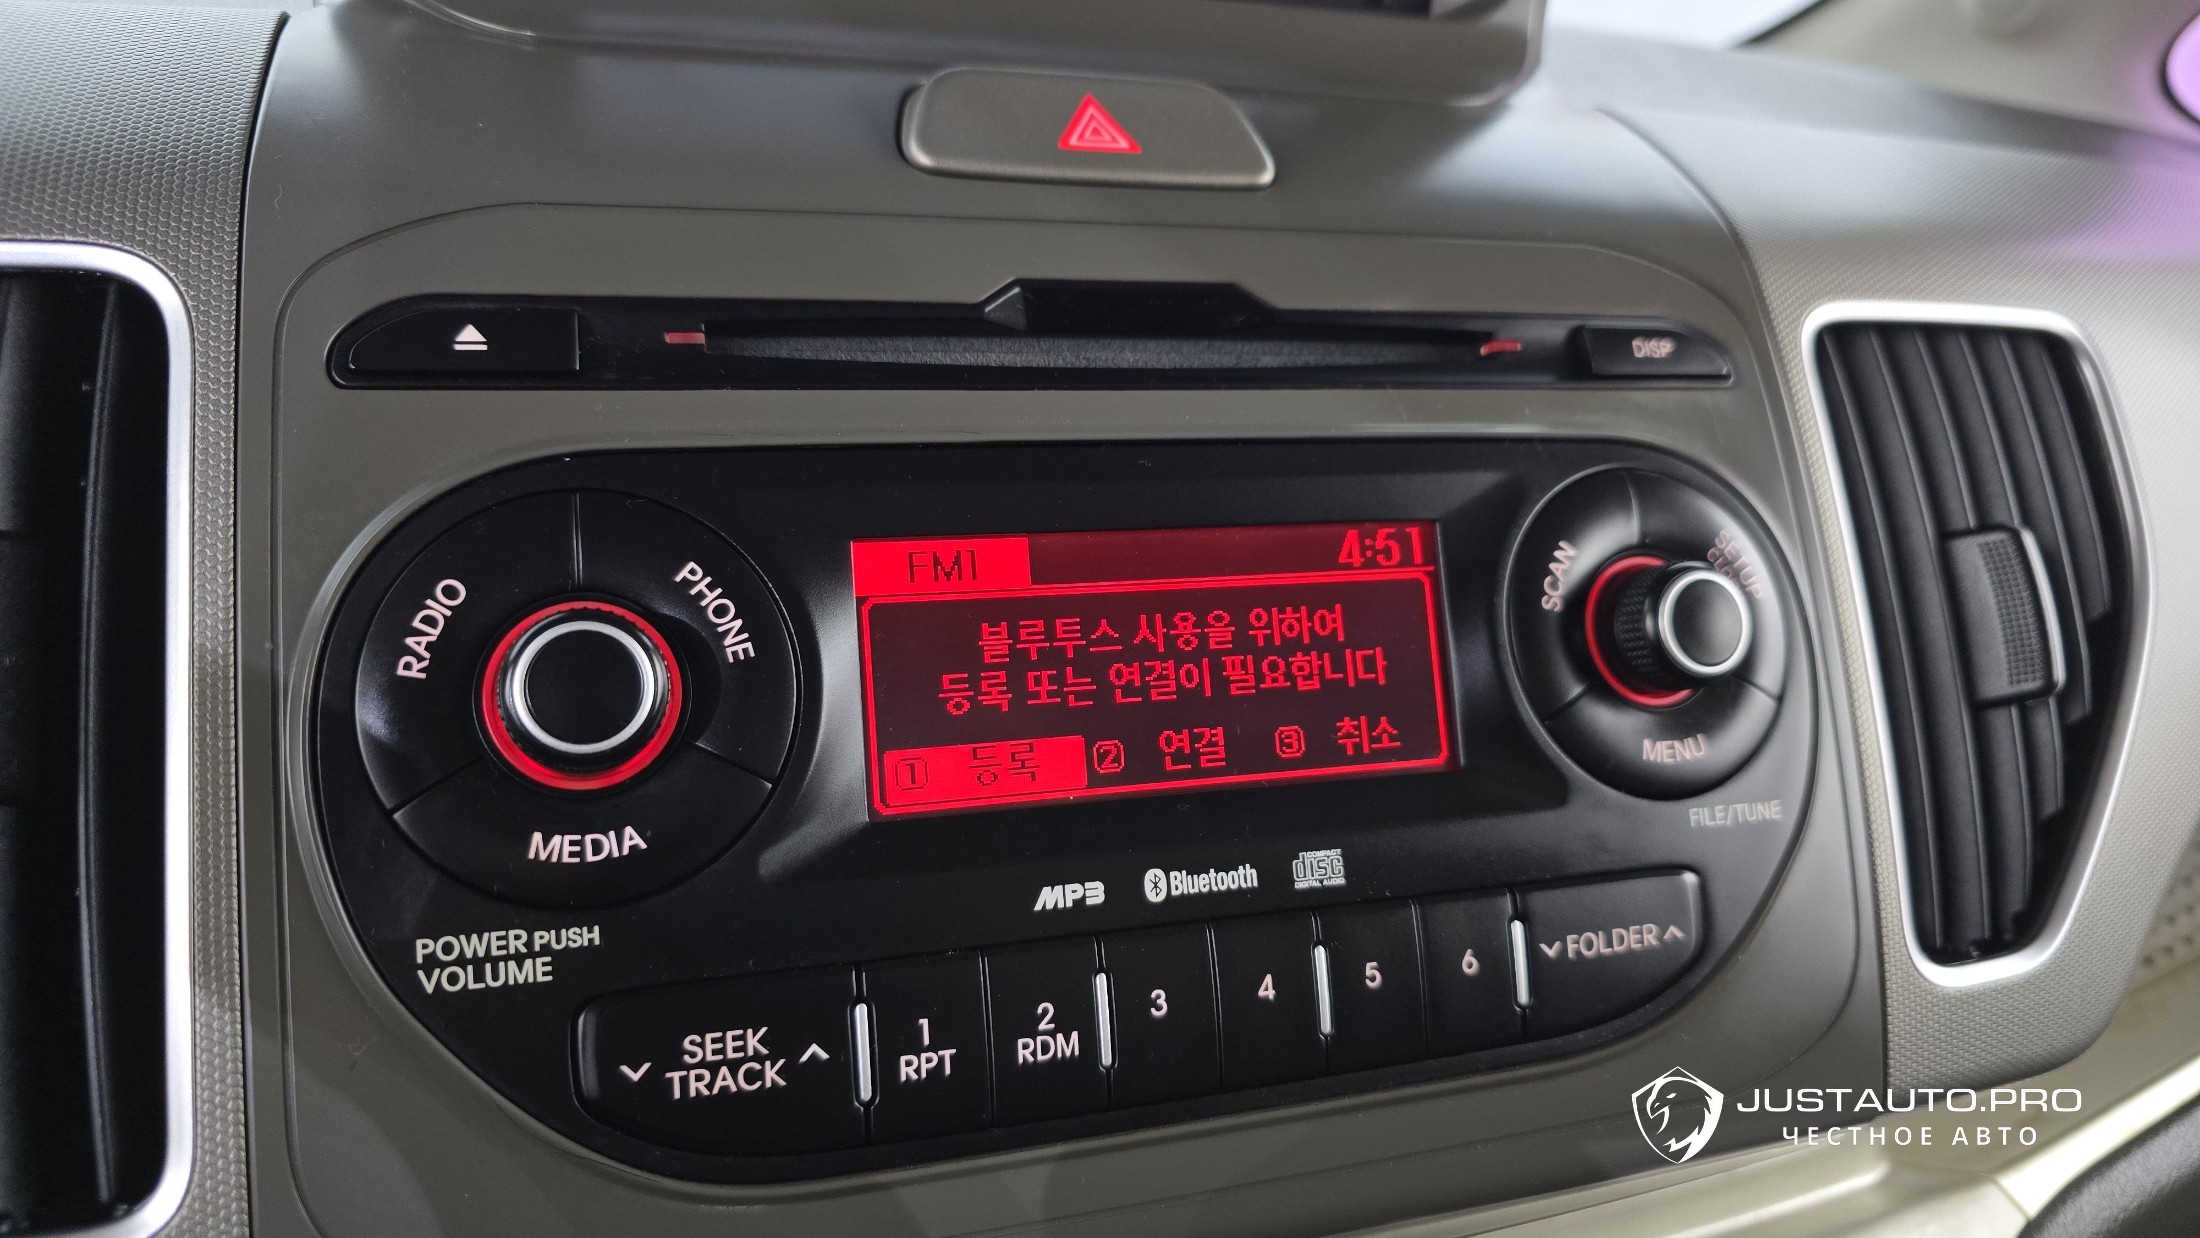 DISP
FM1 4:51
블루투스 사용을 위하여
등록 또는 연결이 필요합니다
① 등록 ② 연결 ③ 취소
RADIO
PHONE
MEDIA
SCAN
SETUP
MENU
FILE/TUNE
POWER PUSH
VOLUME
MP3 Bluetooth COMPACT disc DIGITAL AUDIO
SEEK
TRACK
1
RPT
2
RDM
3
4
5
6
FOLDER
JUSTAUTO.PRO
ЧЕСТНОЕ АВТО